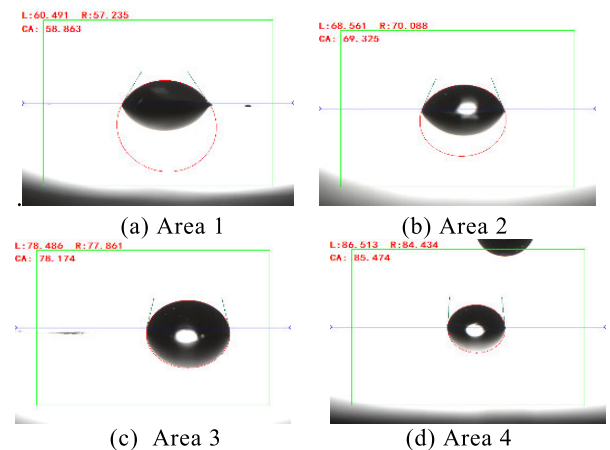 L:60.491 R:57.235
CA: 58.863
L:68.561 R:70.088
CA: 69.325
(a) Area 1
(b) Area 2
L:78.486 R:77.861
CA: 78.174
L:86.513 R:84.434
CA: 85.474
(c) Area 3
(d) Area 4